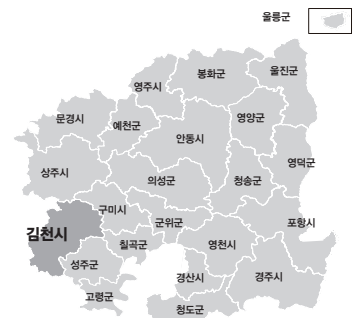 울릉군
울진군
봉화군
영주시
문경시
예천군
영양군
안동시
영덕군
상주시
의성군
청송군
구미시
군위군
포항시
김천시
칠곡군
영천시
성주군
경산시
경주시
고령군
청도군